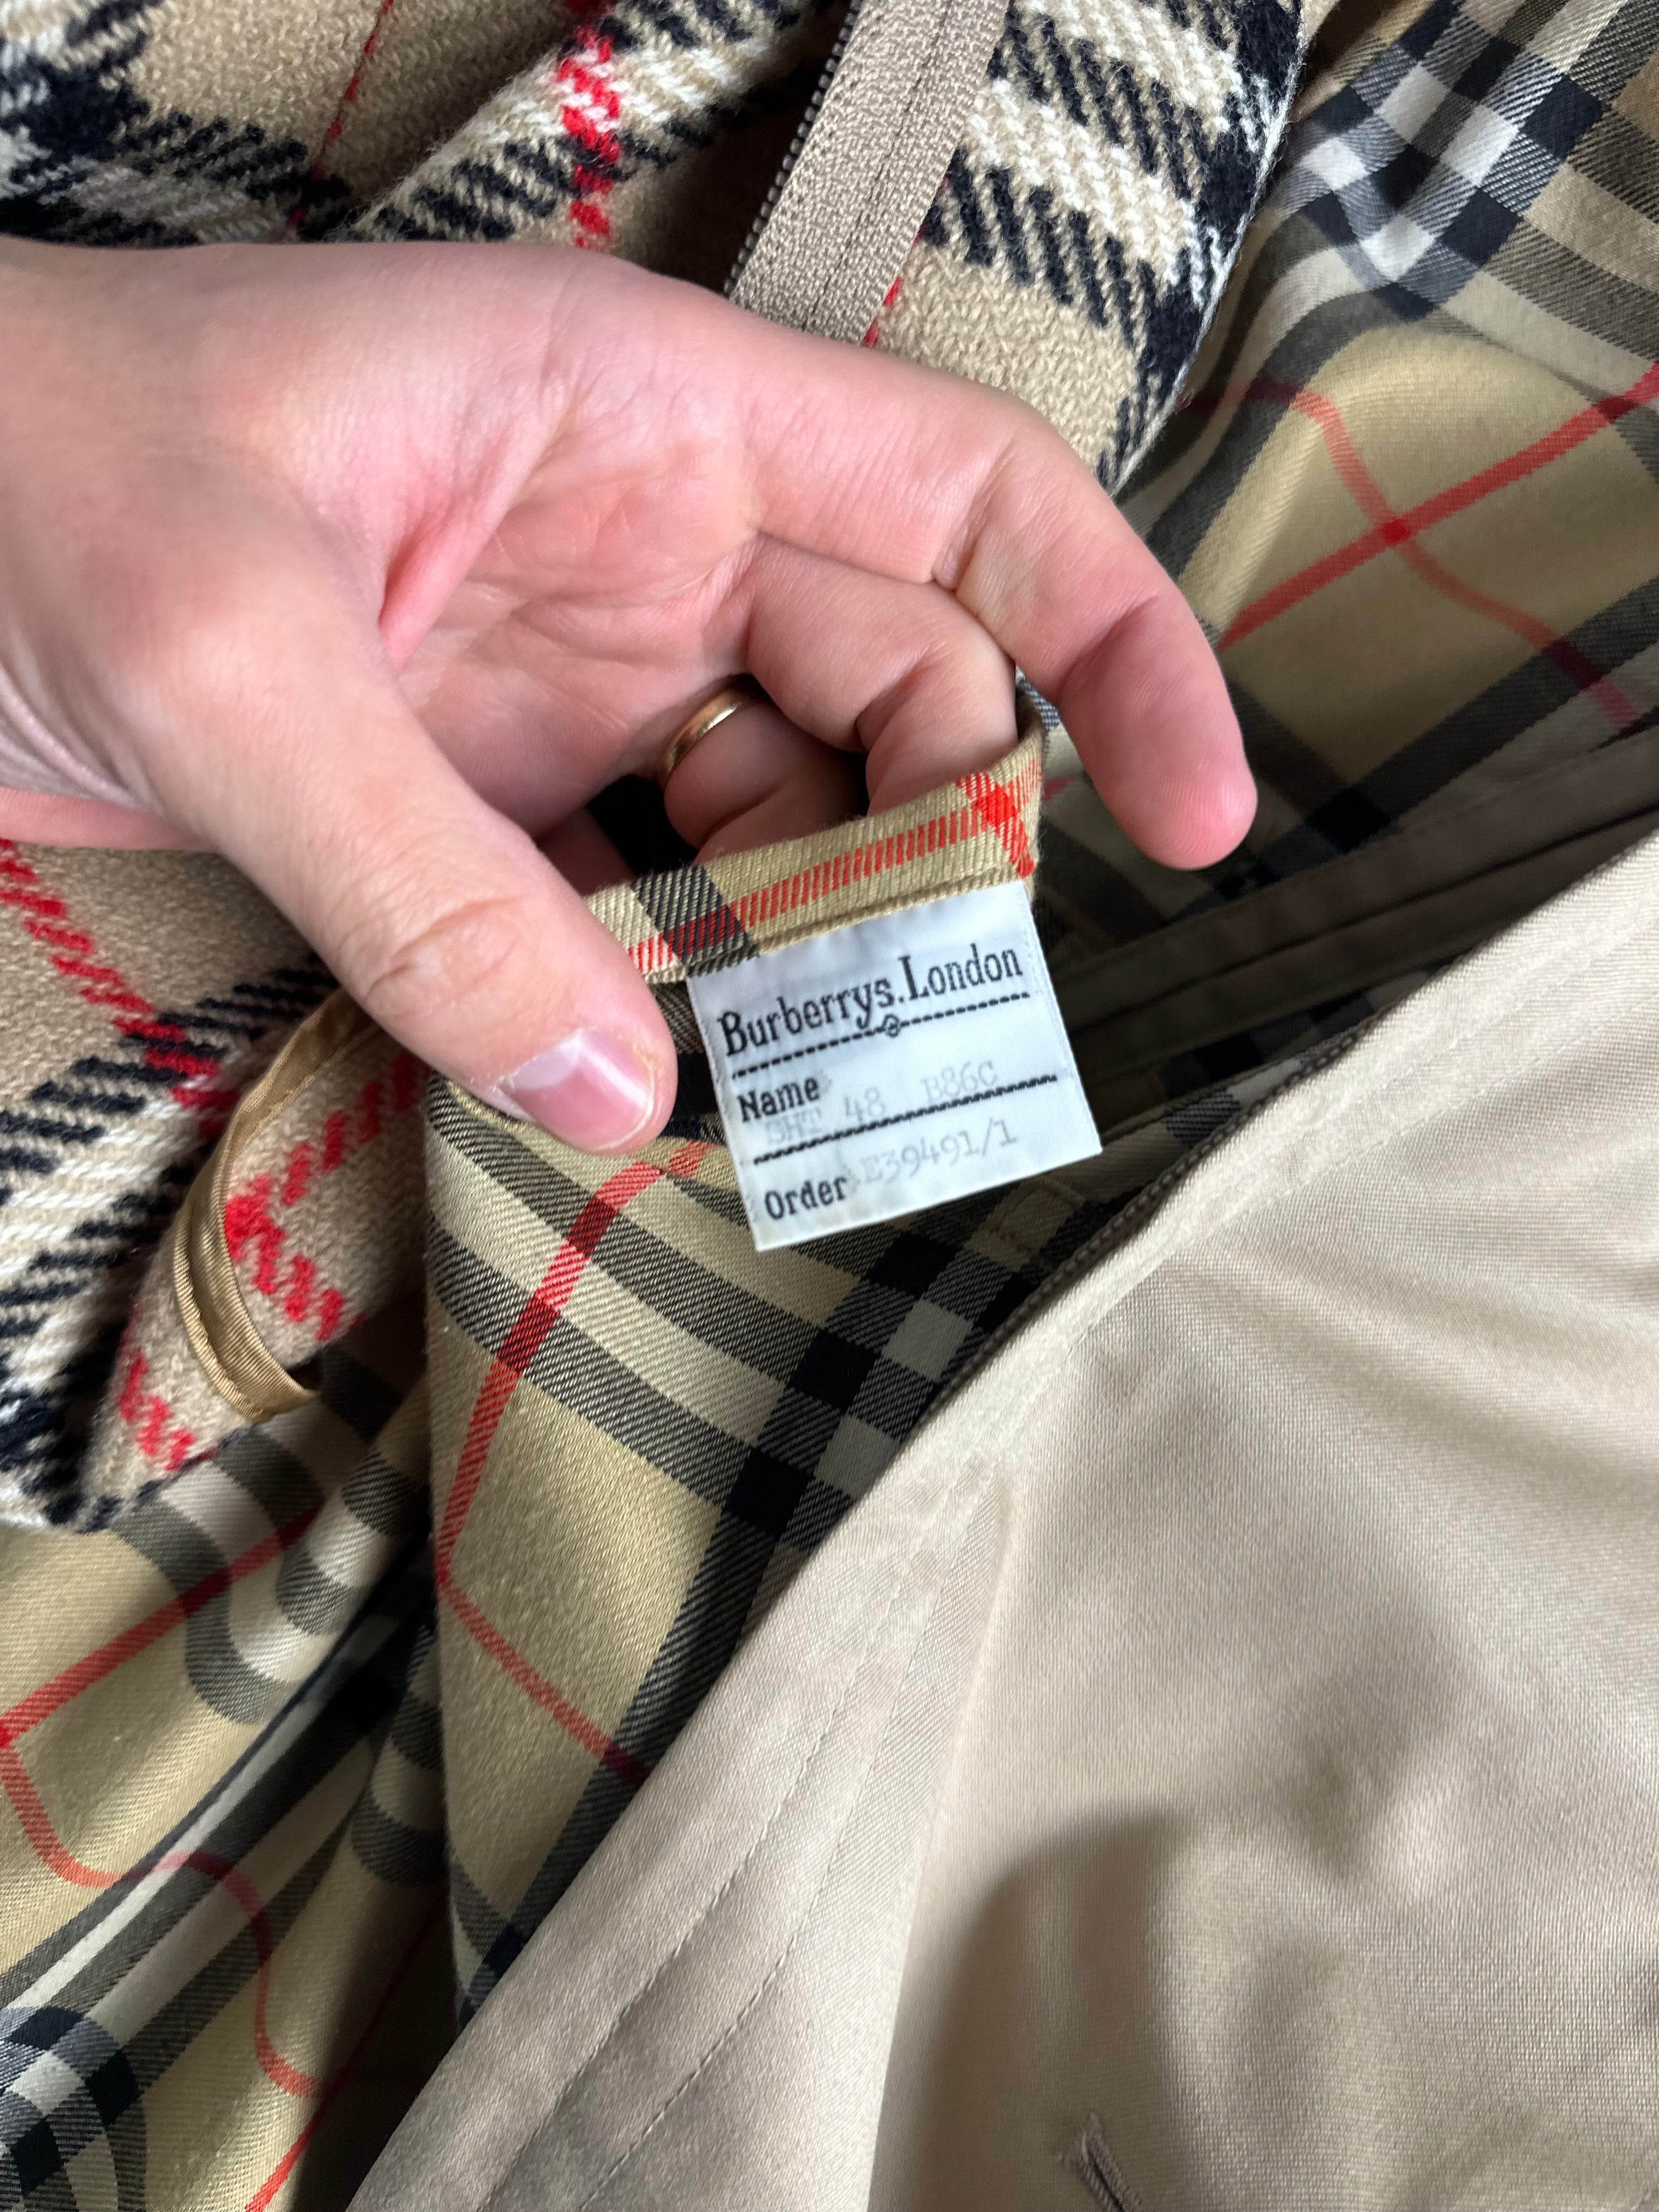 Burberrys. London
Name
SHT 48 B86C
Order E39491/1